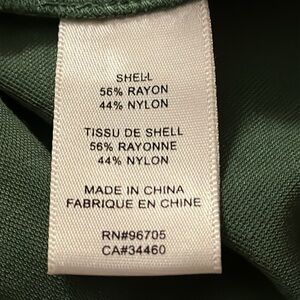 SHELL
56% RAYON
44% NYLON
TISSU DE SHELL
56% RAYONNE
44% NYLON
MADE IN CHINA
FABRIQUE EN CHINE
RN#96705
CA#34460